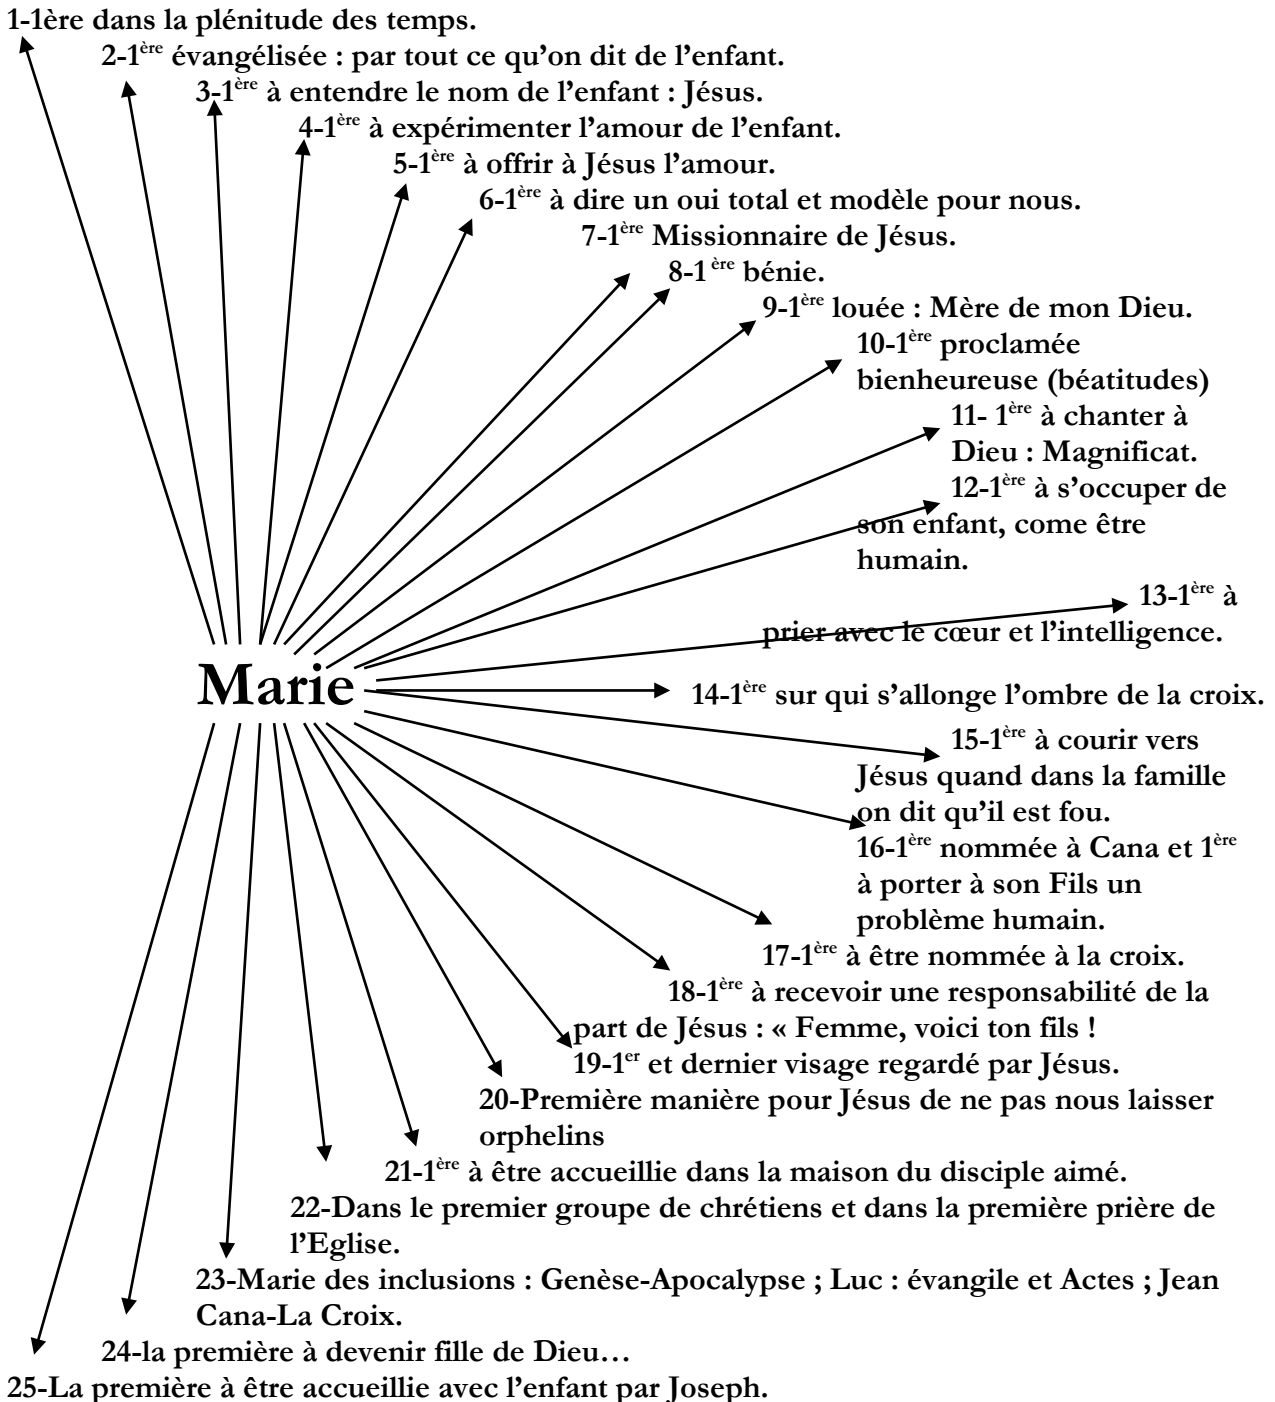 1-1ère dans la plénitude des temps.
2-1ère évangélisée : par tout ce qu’on dit de l’enfant.
3-1ère à entendre le nom de l’enfant : Jésus.
4-1ère à expérimenter l’amour de l’enfant.
5-1ère à offrir à Jésus l’amour.
6-1ère à dire un oui total et modèle pour nous.
7-1ère Missionnaire de Jésus.
8-1 ère bénie.
9-1ère louée : Mère de mon Dieu.
10-1ère proclamée
bienheureuse (béatitudes)
11- 1ère à chanter à
Dieu : Magnificat.
12-1ère à s’occuper de
son enfant, come être
humain.
13-1ère à
prier avec le cœur et l’intelligence.
Marie
14-1ère sur qui s’allonge l’ombre de la croix.
15-1ère à courir vers
Jésus quand dans la famille
on dit qu’il est fou.
16-1ère nommée à Cana et 1ère
à porter à son Fils un
problème humain.
17-1ère à être nommée à la croix.
18-1ère à recevoir une responsabilité de la
part de Jésus : « Femme, voici ton fils !
19-1er et dernier visage regardé par Jésus.
20-Première manière pour Jésus de ne pas nous laisser
orphelins
21-1ère à être accueillie dans la maison du disciple aimé.
22-Dans le premier groupe de chrétiens et dans la première prière de
l’Eglise.
23-Marie des inclusions : Genèse-Apocalypse ; Luc : évangile et Actes ; Jean
Cana-La Croix.
24-la première à devenir fille de Dieu…
25-La première à être accueillie avec l’enfant par Joseph.